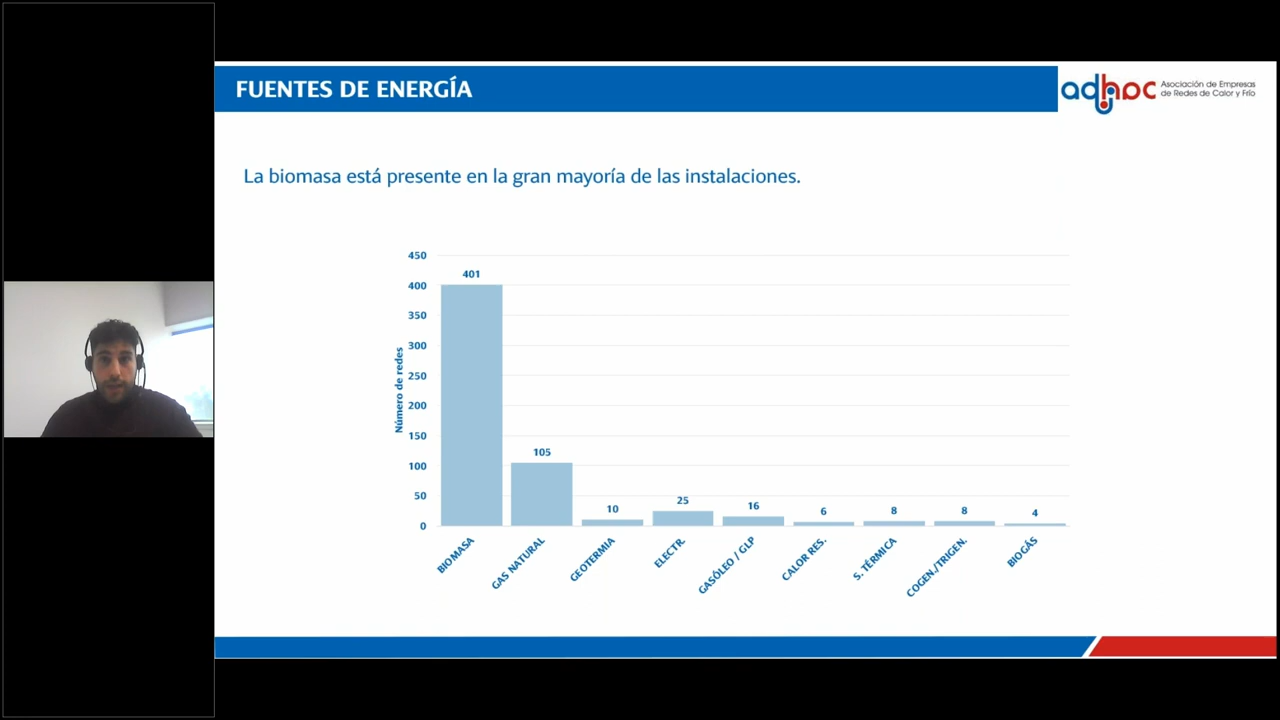 FUENTES DE ENERGÍA
adhac Asociación de Empresas
de Redes de Calor y Frío
La biomasa está presente en la gran mayoría de las instalaciones.
Número de redes
450
400
350
300
250
200
150
100
50
0
401
105
10
25
16
6
8
8
4
BIOMASA
GAS NATURAL
GEOTERMIA
ELECTR.
GASÓLEO / GLP
CALOR RES.
S. TÉRMICA
COGEN./TRIGEN.
BIOGÁS